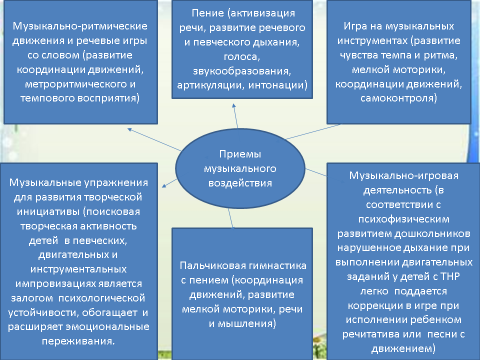 Музыкально-ритмические
движения и речевые игры
со словом (развитие
координации движений,
метроритмического и
темпового восприятия)
Пение (активизация
речи, развитие речевого
и певческого дыхания,
голоса,
звукообразования,
артикуляции, интонации)
Игра на музыкальных
инструментах (развитие
чувства темпа и ритма,
мелкой моторики,
координации движений,
самоконтроля)
Приемы
музыкального
воздействия
Музыкальные упражнения
для развития творческой
инициативы (поисковая
творческая активность
детей в певческих,
двигательных и
инструментальных
импровизациях является
залогом психологической
устойчивости, обогащает и
расширяет эмоциональные
переживания.
Пальчиковая гимнастика
с пением (координация
движений, развитие
мелкой моторики, речи
и мышления)
Музыкально-игровая
деятельность (в
соответствии с
психофизическим
развитием дошкольников
нарушенное дыхание при
выполнении двигательных
заданий у детей с ТНР
легко поддается
коррекции в игре при
исполнении ребенком
речитатива или песни с
движением)